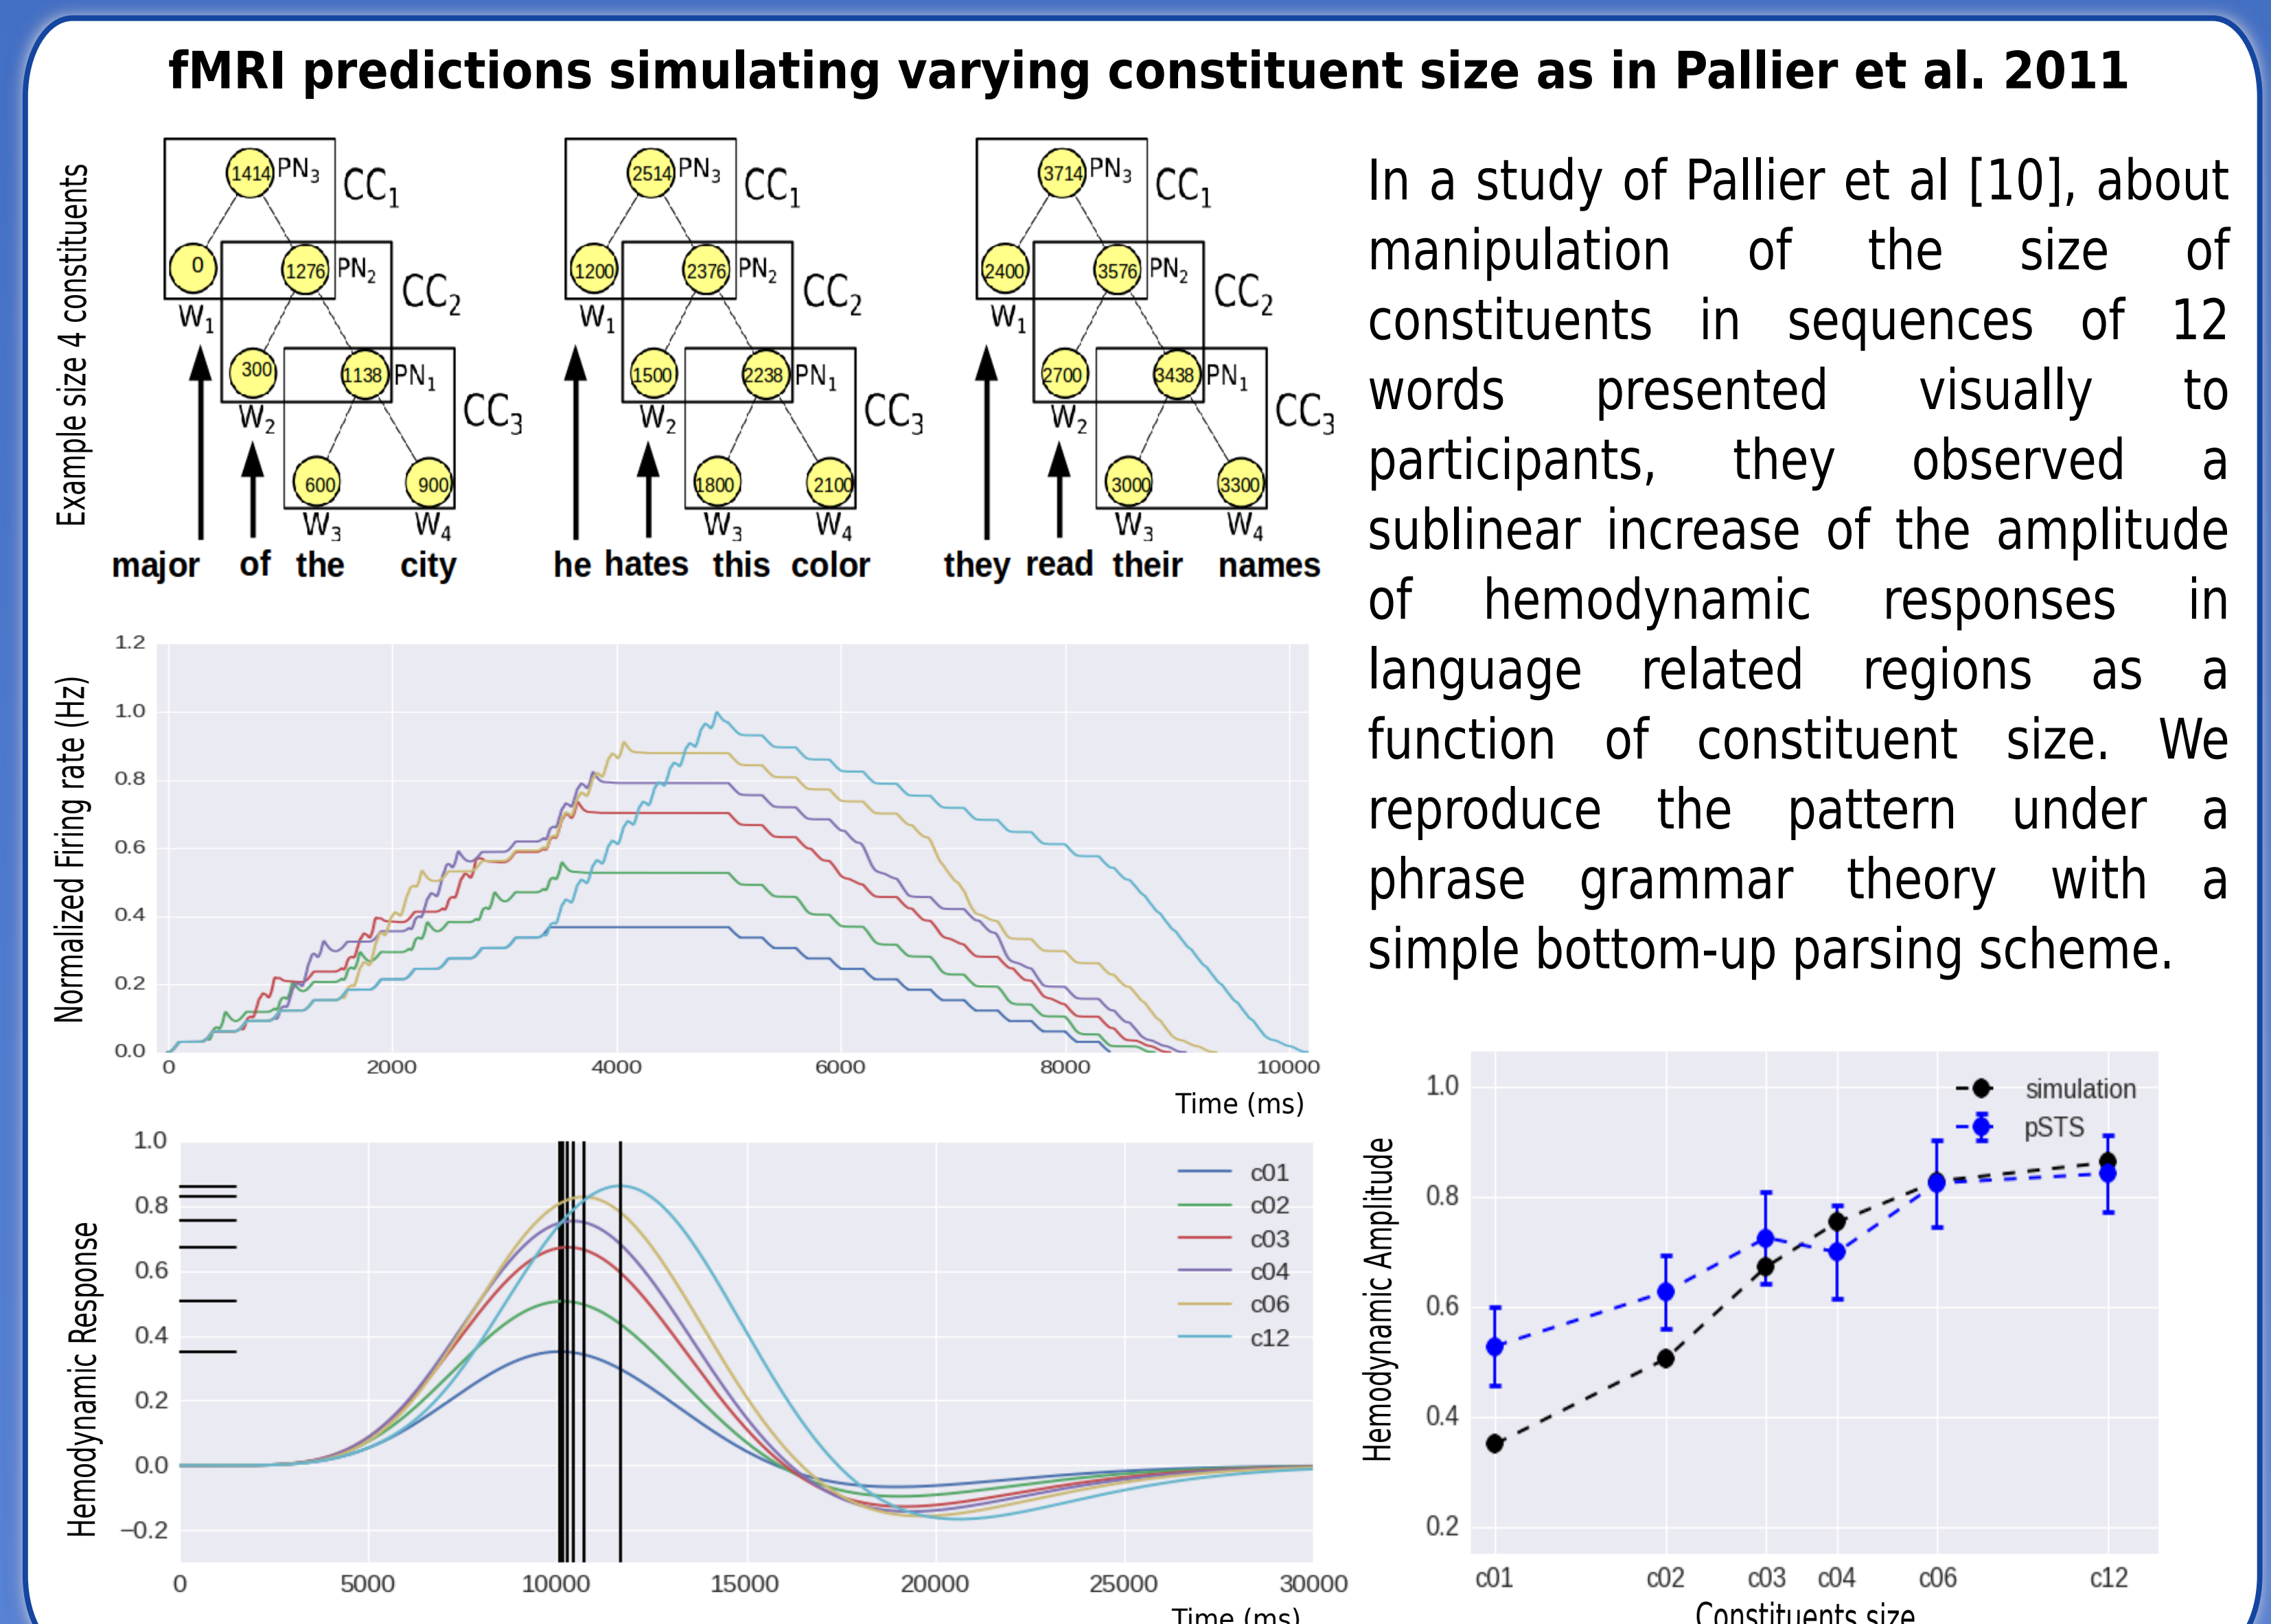 fMRI predictions simulating varying constituent size as in Pallier et al. 2011
Example size 4 constituents
1414 PN3 CC1
0 1276 PN2 CC2
W1
300 1138 PN1 CC3
W2
600 900
W3 W4
major of the city
2514 PN3 CC1
1200 2376 PN2 CC2
W1
1500 2238 PN1 CC3
W2
1800 2100
W3 W4
he hates this color
3714 PN3 CC1
2400 3576 PN2 CC2
W1
2700 3438 PN1 CC3
W2
3000 3300
W3 W4
they read their names
In a study of Pallier et al [10], about
manipulation of the size of
constituents in sequences of 12
words presented visually to
participants, they observed a
sublinear increase of the amplitude
of hemodynamic responses in
language related regions as a
function of constituent size. We
reproduce the pattern under a
phrase grammar theory with a
simple bottom-up parsing scheme.
Normalized Firing rate (Hz)
1.2
1.0
0.8
0.6
0.4
0.2
0.0
0 2000 4000 6000 8000 10000
Time (ms)
Hemodynamic Response
1.0
0.8
0.6
0.4
0.2
0.0
−0.2
c01
c02
c03
c04
c06
c12
0 5000 10000 15000 20000 25000 30000
Time (ms)
Hemodynamic Amplitude
1.0
0.8
0.6
0.4
0.2
simulation
pSTS
c01 c02 c03 c04 c06 c12
Constituents size